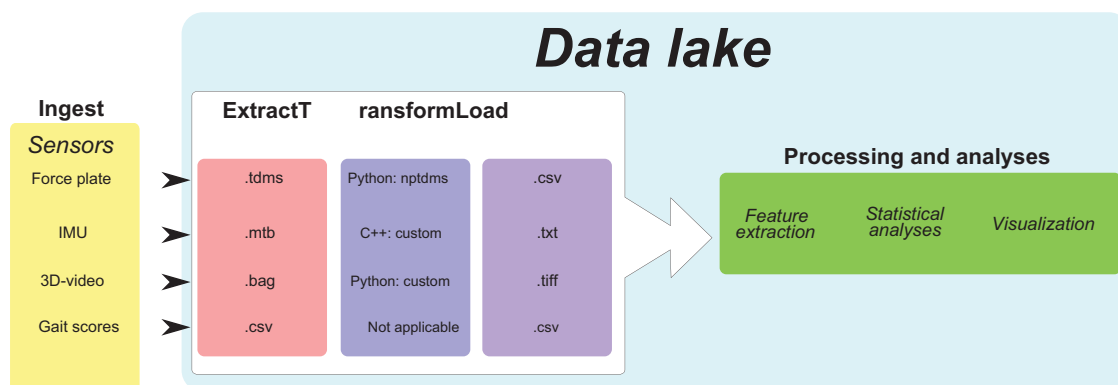 Data lake
Ingest
ExtractT ransformLoad
Sensors
Force plate .tdms Python: nptdms .csv
IMU .mtb C++: custom .txt
3D-video .bag Python: custom .tiff
Gait scores .csv Not applicable .csv
Processing and analyses
Feature
extraction
Statistical
analyses
Visualization